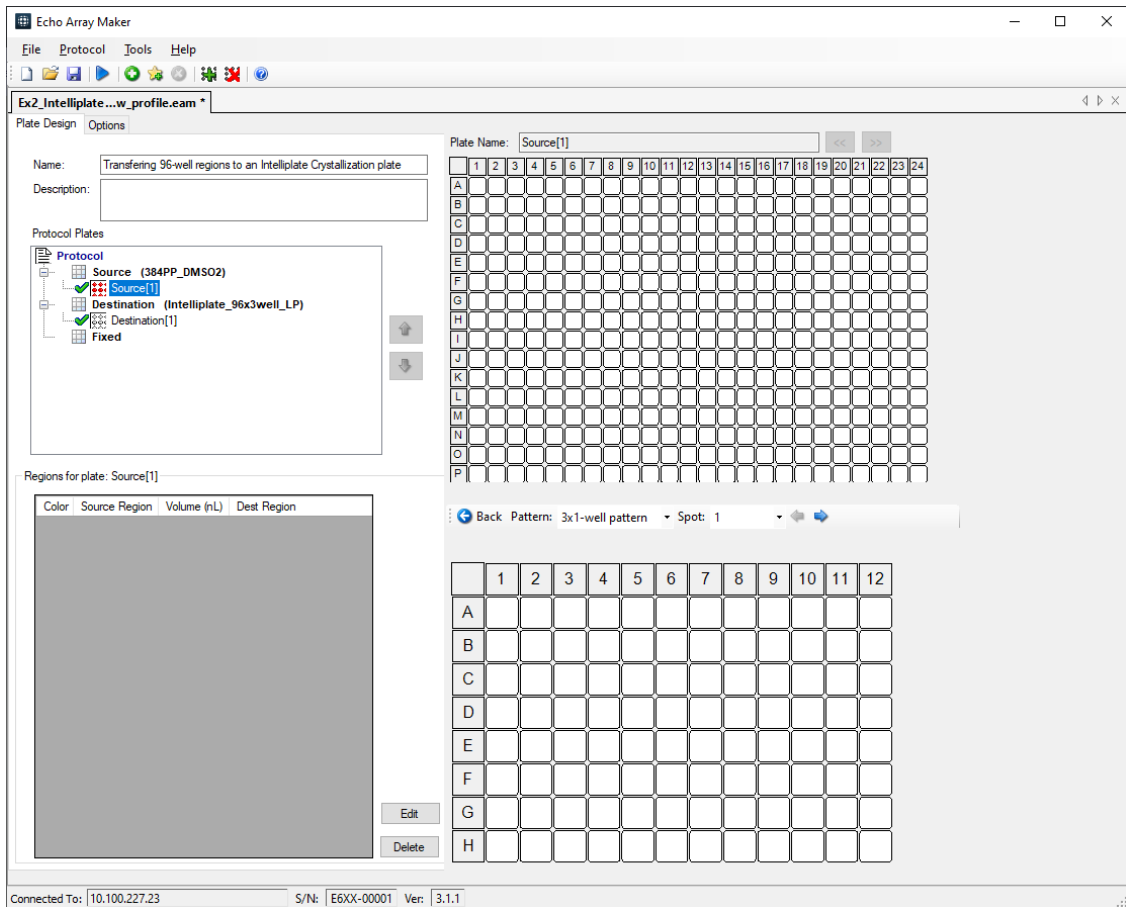 Echo Array Maker
File Protocol Tools Help
Ex2_Intelliplate...w_profile.eam *
Plate Design Options
Name: Transfering 96-well regions to an Intelliplate Crystallization plate
Description:
Protocol Plates
Protocol
Source (384PP_DMSO2)
Source[1]
Destination (Intelliplate_96x3well_LP)
Destination[1]
Fixed
Regions for plate: Source[1]
Color Source Region Volume (nL) Dest Region
Edit
Delete
Plate Name: Source[1] << >>
1 2 3 4 5 6 7 8 9 10 11 12 13 14 15 16 17 18 19 20 21 22 23 24
A
B
C
D
E
F
G
H
I
J
K
L
M
N
O
P
Back Pattern: 3x1-well pattern Spot: 1
1 2 3 4 5 6 7 8 9 10 11 12
A
B
C
D
E
F
G
H
Connected To: 10.100.227.23 S/N: E6XX-00001 Ver: 3.1.1